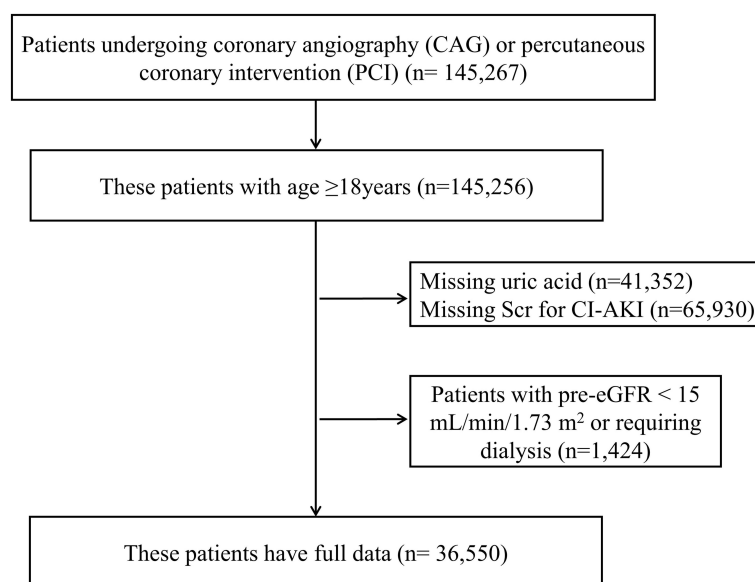 Patients undergoing coronary angiography (CAG) or percutaneous
coronary intervention (PCI) (n= 145,267)
These patients with age ≥18years (n=145,256)
Missing uric acid (n=41,352)
Missing Scr for CI-AKI (n=65,930)
Patients with pre-eGFR < 15
mL/min/1.73 m² or requiring
dialysis (n=1,424)
These patients have full data (n= 36,550)